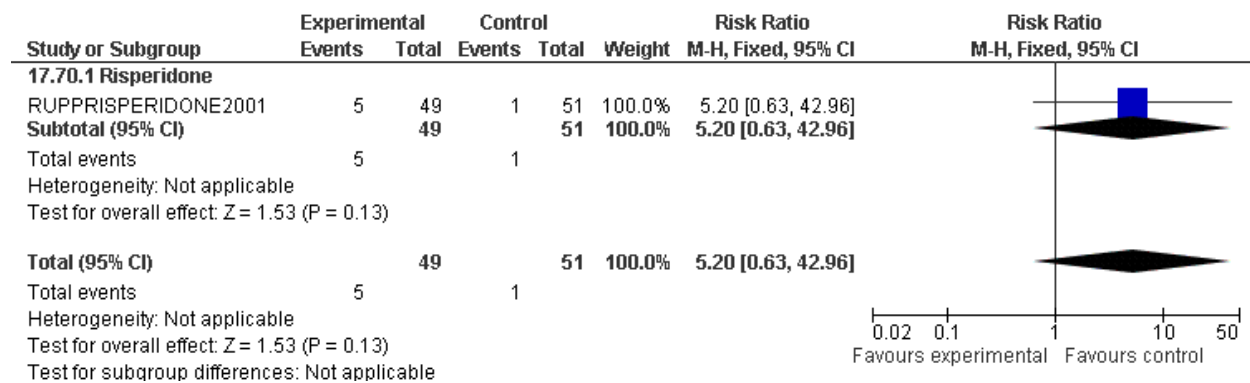 Experimental Control Risk Ratio Risk Ratio
Study or Subgroup Events Total Events Total Weight M-H, Fixed, 95% CI M-H, Fixed, 95% CI
17.70.1 Risperidone
RUPPRISPERIDONE2001 5 49 1 51 100.0% 5.20 [0.63, 42.96]
Subtotal (95% CI) 49 51 100.0% 5.20 [0.63, 42.96]
Total events 5 1
Heterogeneity: Not applicable
Test for overall effect: Z = 1.53 (P = 0.13)
Total (95% CI) 49 51 100.0% 5.20 [0.63, 42.96]
Total events 5 1
Heterogeneity: Not applicable
Test for overall effect: Z = 1.53 (P = 0.13)
Test for subgroup differences: Not applicable
0.02 0.1 1 10 50
Favours experimental Favours control